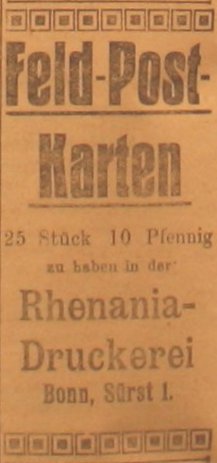 Feld-Post-
Karten
25 Stück 10 Pfennig
zu haben in der
Rhenania-
Druckerei
Bonn, Sürst 1.